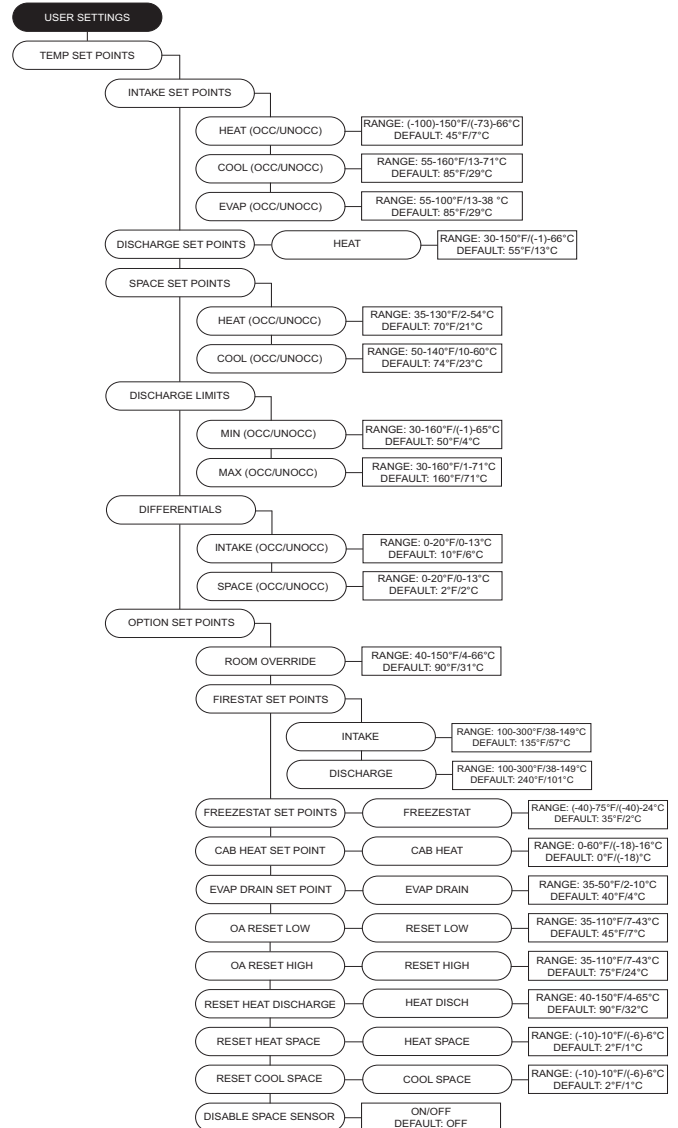 USER SETTINGS
TEMP SET POINTS
INTAKE SET POINTS
HEAT (OCC/UNOCC)
RANGE: (-100)-150°F/(-73)-66°C
DEFAULT: 45°F/7°C
COOL (OCC/UNOCC)
RANGE: 55-160°F/13-71°C
DEFAULT: 85°F/29°C
EVAP (OCC/UNOCC)
RANGE: 55-100°F/13-38 °C
DEFAULT: 85°F/29°C
DISCHARGE SET POINTS
HEAT
RANGE: 30-150°F/(-1)-66°C
DEFAULT: 55°F/13°C
SPACE SET POINTS
HEAT (OCC/UNOCC)
RANGE: 35-130°F/2-54°C
DEFAULT: 70°F/21°C
COOL (OCC/UNOCC)
RANGE: 50-140°F/10-60°C
DEFAULT: 74°F/23°C
DISCHARGE LIMITS
MIN (OCC/UNOCC)
RANGE: 30-160°F/(-1)-65°C
DEFAULT: 50°F/4°C
MAX (OCC/UNOCC)
RANGE: 30-160°F/1-71°C
DEFAULT: 160°F/71°C
DIFFERENTIALS
INTAKE (OCC/UNOCC)
RANGE: 0-20°F/0-13°C
DEFAULT: 10°F/6°C
SPACE (OCC/UNOCC)
RANGE: 0-20°F/0-13°C
DEFAULT: 2°F/2°C
OPTION SET POINTS
ROOM OVERRIDE
RANGE: 40-150°F/4-66°C
DEFAULT: 90°F/31°C
FIRESTAT SET POINTS
INTAKE
RANGE: 100-300°F/38-149°C
DEFAULT: 135°F/57°C
DISCHARGE
RANGE: 100-300°F/38-149°C
DEFAULT: 240°F/101°C
FREEZESTAT SET POINTS
FREEZESTAT
RANGE: (-40)-75°F/(-40)-24°C
DEFAULT: 35°F/2°C
CAB HEAT SET POINT
CAB HEAT
RANGE: 0-60°F/(-18)-16°C
DEFAULT: 0°F/(-18)°C
EVAP DRAIN SET POINT
EVAP DRAIN
RANGE: 35-50°F/2-10°C
DEFAULT: 40°F/4°C
OA RESET LOW
RESET LOW
RANGE: 35-110°F/7-43°C
DEFAULT: 45°F/7°C
OA RESET HIGH
RESET HIGH
RANGE: 35-110°F/7-43°C
DEFAULT: 75°F/24°C
RESET HEAT DISCHARGE
HEAT DISCH
RANGE: 40-150°F/4-65°C
DEFAULT: 90°F/32°C
RESET HEAT SPACE
HEAT SPACE
RANGE: (-10)-10°F/(-6)-6°C
DEFAULT: 2°F/1°C
RESET COOL SPACE
COOL SPACE
RANGE: (-10)-10°F/(-6)-6°C
DEFAULT: 2°F/1°C
DISABLE SPACE SENSOR
ON/OFF
DEFAULT: OFF